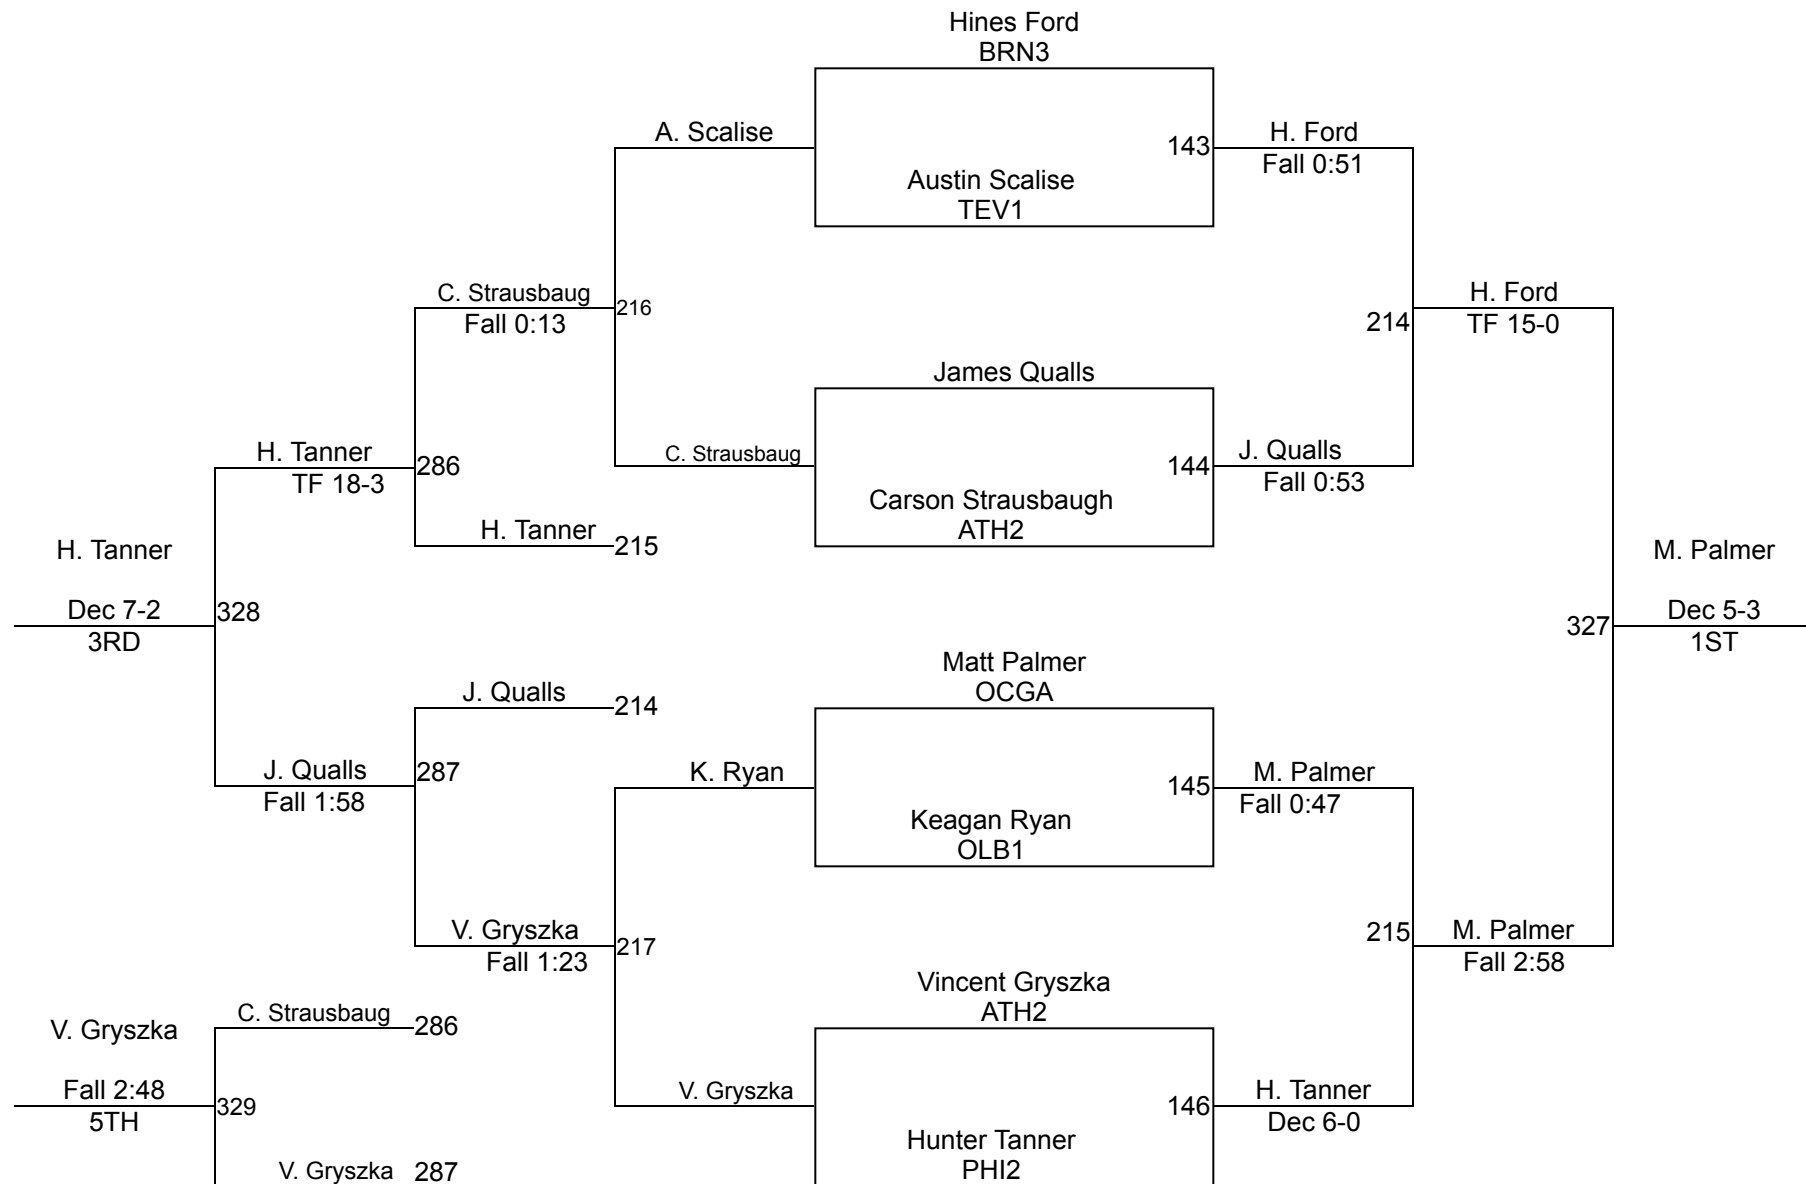 Hines Ford
BRN3
A. Scalise
143
H. Ford
Fall 0:51
Austin Scalise
TEV1
C. Strausbaug
Fall 0:13
216
H. Ford
TF 15-0
214
James Qualls
H. Tanner
TF 18-3
286
C. Strausbaug
144
J. Qualls
Fall 0:53
Carson Strausbaugh
ATH2
H. Tanner
215
H. Tanner
Dec 7-2
3RD
328
M. Palmer
Dec 5-3
1ST
327
Matt Palmer
OCGA
J. Qualls
214
J. Qualls
Fall 1:58
287
K. Ryan
145
M. Palmer
Fall 0:47
Keagan Ryan
OLB1
V. Gryszka
Fall 1:23
217
215
M. Palmer
Fall 2:58
Vincent Gryszka
ATH2
C. Strausbaug
286
V. Gryszka
Fall 2:48
5TH
329
V. Gryszka
146
H. Tanner
Dec 6-0
Hunter Tanner
PHI2
V. Gryszka
287